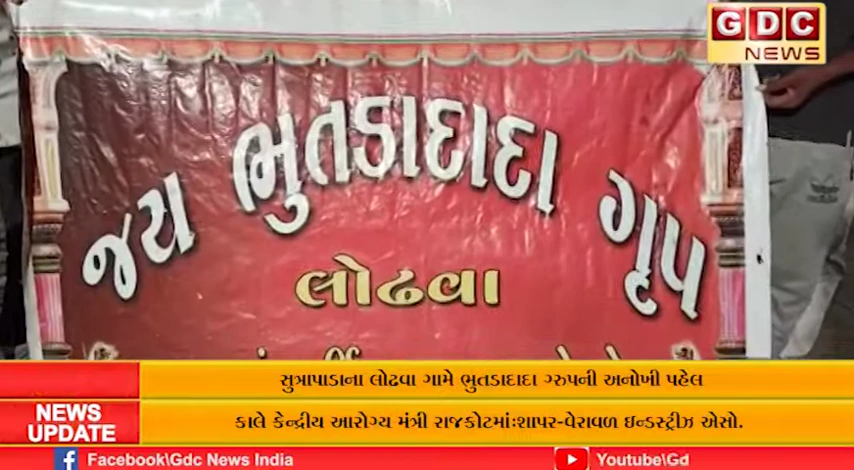 GDC
NEWS
જય ભુતડાદાદા ગૃપ
લોઢવા
સુત્રાપાડાના લોઢવા ગામે ભુતડાદાદા ગ્રુપની અનોખી પહેલ
NEWS UPDATE
કાલે કેન્દ્રીય આરોગ્ય મંત્રી રાજકોટમાં:શાપર-વેરાવળ ઇન્ડસ્ટ્રીઝ એસો.
Facebook\Gdc News India
Youtube\Gd